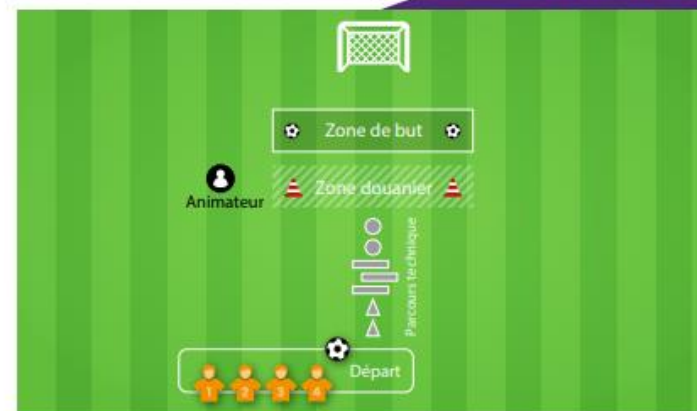 Zone de but
Zone douanier
Animateur
Parcours technique
Départ
1 2 3 4